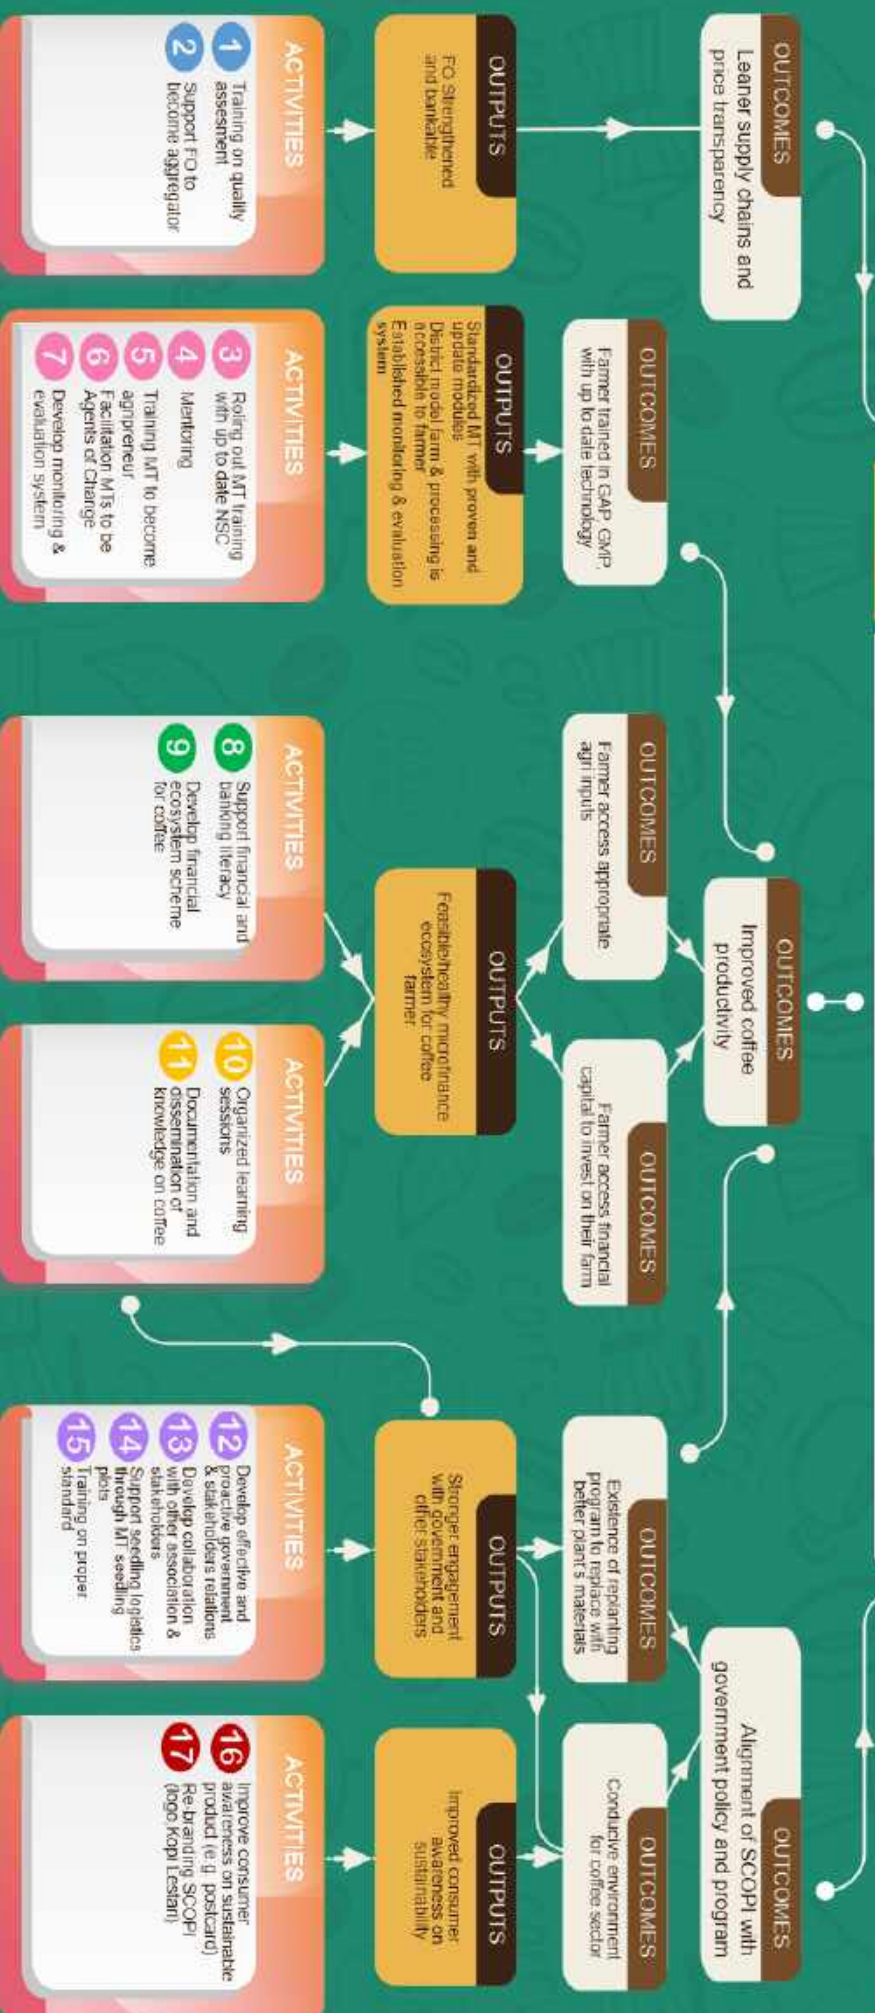 OUTCOMES
Leaner supply chains and
price transparency
OUTCOMES
Improved coffee
productivity
OUTCOMES
Alignment of SCOPI with
government policy and program
OUTCOMES
Farmer trained in GAP, GMP,
with up to date technology
OUTCOMES
Farmer access appropriate
agri inputs
OUTCOMES
Farmer access financial
capital to invest on their farm
OUTCOMES
Existence of replanting
program to replace with
better plant's materials
OUTCOMES
Conducive environment
for coffee sector
OUTPUTS
FO Strengthened
and bankable
OUTPUTS
Standardized MT with proven and
update modules
District model farm & processing is
accessible to farmer
Established monitoring & evaluation
system
OUTPUTS
Feasible/healthy microfinance
ecosystem for coffee
farmer
OUTPUTS
Stronger engagement
with government and
other stakeholders
OUTPUTS
Improved consumer
awareness on
sustainability
ACTIVITIES
1 Training on quality
assesment
2 Support FO to
become aggregator
ACTIVITIES
3 Roling out MT training
with up to date NSC
4 Mentoring
5 Training MT to become
agripreneur
6 Facilitation MTs to be
Agents of Change
7 Develop monitoring &
evaluation system
ACTIVITIES
8 Support financial and
banking literacy
9 Develop financial
ecosystem scheme
for coffee
ACTIVITIES
10 Organized learning
sessions
11 Documentation and
dissemination of
knowledge on coffee
ACTIVITIES
12 Develop effective and
proactive government
& stakeholders relations
13 Develop collaboration
with other association &
stakeholders
14 Support seedling logistics
through MT seedling
plots
15 Training on proper
standard
ACTIVITIES
16 Improve consumer
awareness on sustainable
product (e.g. postcard)
17 Re-branding SCOPI
(logo Kopi Lestari)